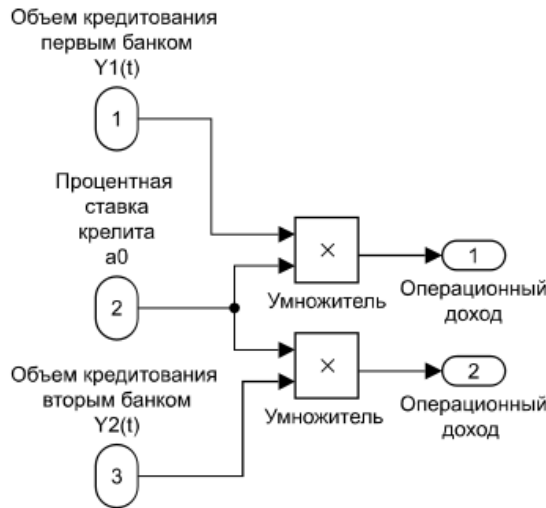 Объем кредитования
первым банком
Y1(t)
1
Процентная
ставка
крелита
a0
2
×
Умножитель
1
Операционный
доход
×
Умножитель
2
Операционный
доход
Объем кредитования
вторым банком
Y2(t)
3